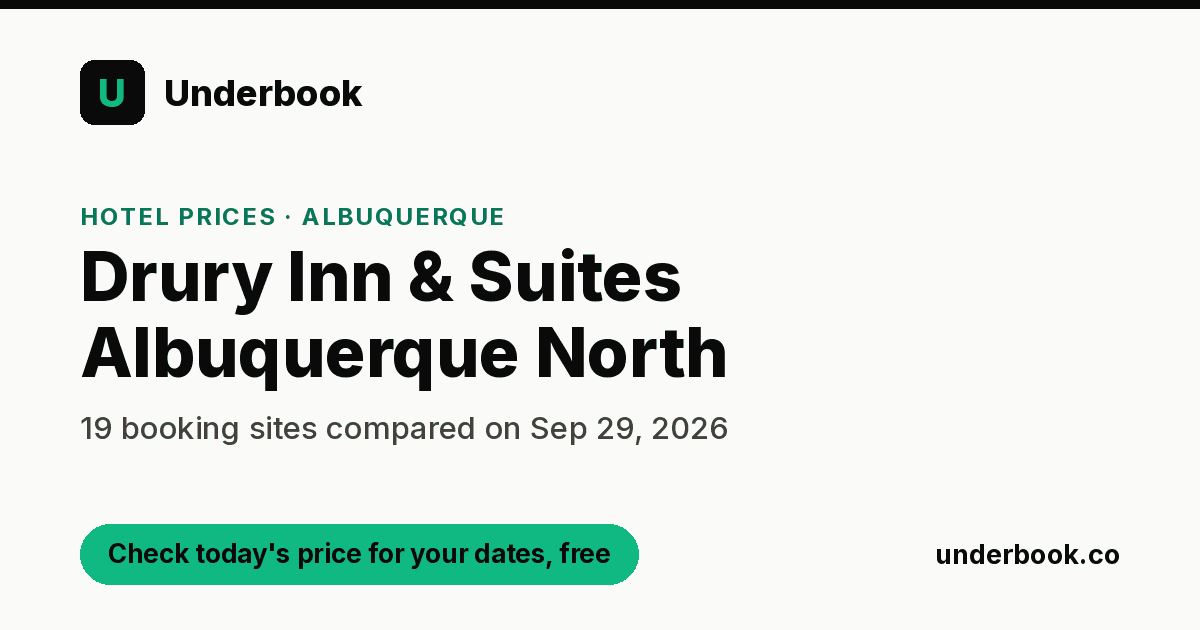 U Underbook
HOTEL PRICES · ALBUQUERQUE
Drury Inn & Suites
Albuquerque North
19 booking sites compared on Sep 29, 2026
Check today's price for your dates, free
underbook.co